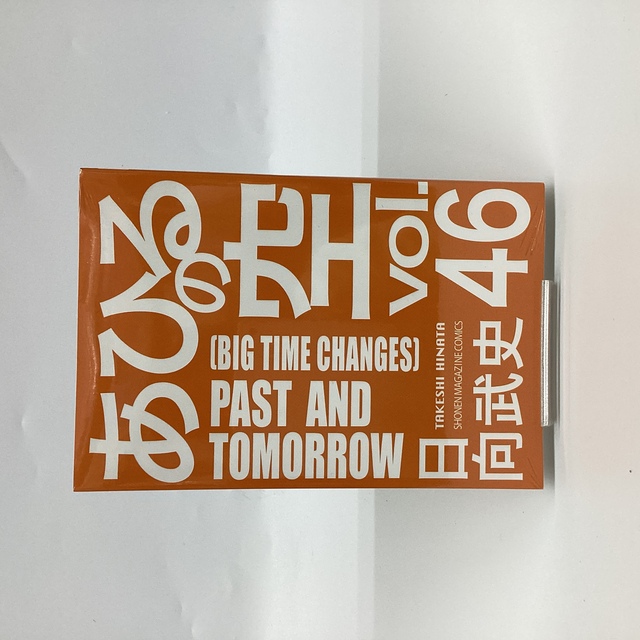 あひるの空
vol.46
(BIG TIME CHANGES)
PAST AND
TOMORROW
TAKESHI HINATA
SHONEN MAGAZINE COMICS
日向武史